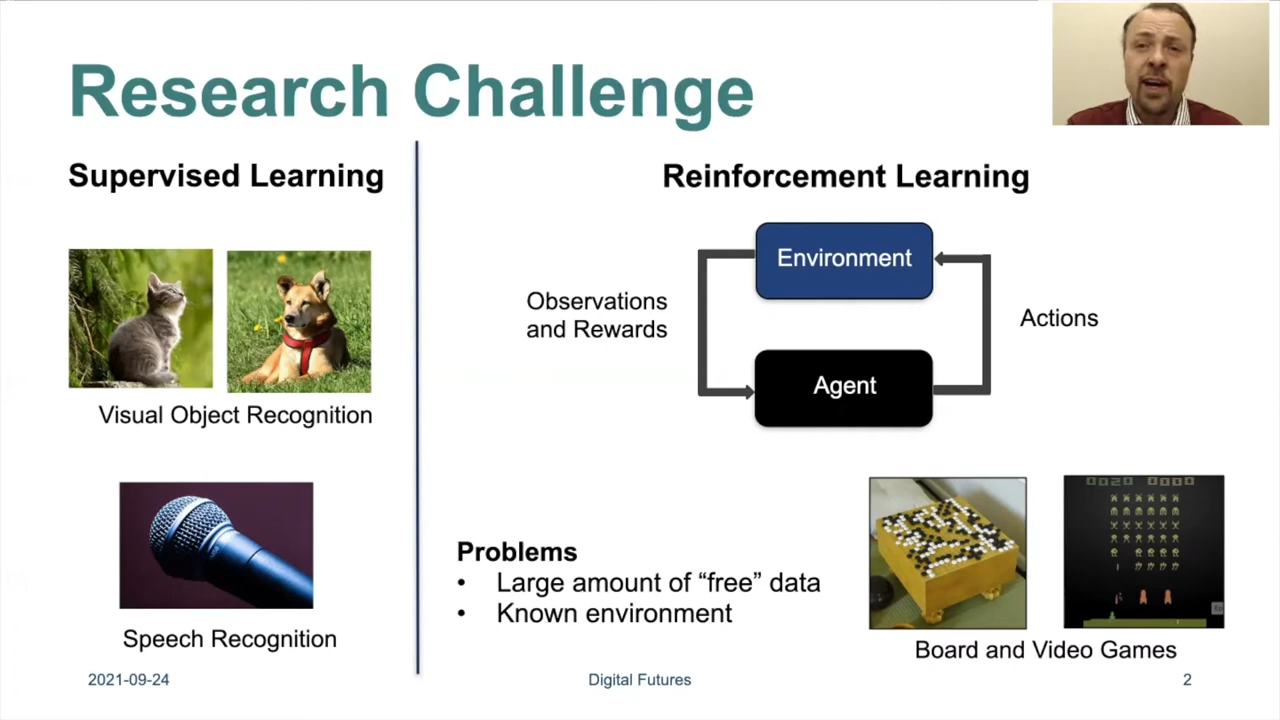 Research Challenge
Supervised Learning
Visual Object Recognition
Speech Recognition
Reinforcement Learning
Environment
Observations
and Rewards
Actions
Agent
Problems
• Large amount of “free” data
• Known environment
Board and Video Games
2021-09-24
Digital Futures
2